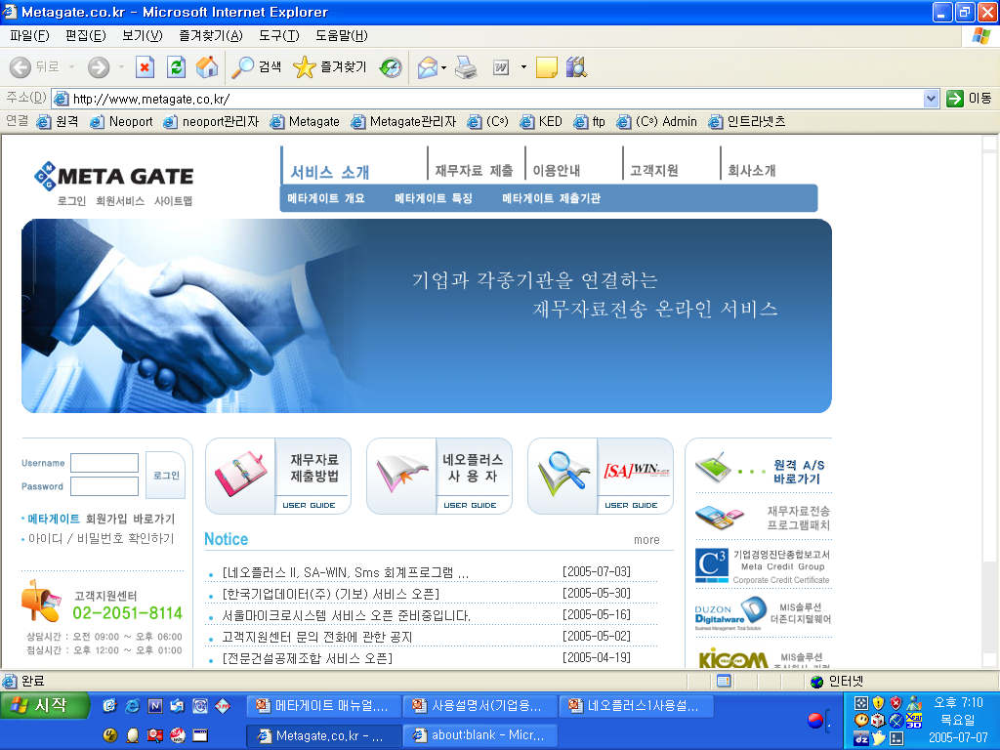 Metagate.co.kr - Microsoft Internet Explorer
파일(F) 편집(E) 보기(V) 즐겨찾기(A) 도구(T) 도움말(H)
뒤로 검색 즐겨찾기
주소(D) http://www.metagate.co.kr/ 이동
연결 원격 Neoport neoport관리자 Metagate Metagate관리자 (C³) KED ftp (C³) Admin 인트라넷츠
META GATE
로그인 회원서비스 사이트맵
서비스 소개 재무자료 제출 이용안내 고객지원 회사소개
메타게이트 개요 메타게이트 특징 메타게이트 제출기관
기업과 각종기관을 연결하는
재무자료전송 온라인 서비스
Username
Password
로그인
메타게이트 회원가입 바로가기
아이디 / 비밀번호 확인하기
고객지원센터
02-2051-8114
상담시간 : 오전 09:00 ~ 오후 06:00
점심시간 : 오후 12:00 ~ 오후 01:00
재무자료
제출방법
USER GUIDE
네오플러스
사 용 자
USER GUIDE
[SA]WIN
USER GUIDE
Notice more
[네오플러스 II, SA-WIN, Sms 회계프로그램 ... [2005-07-03]
[한국기업데이터(주) (기보) 서비스 오픈] [2005-05-30]
서울마이크로시스템 서비스 오픈 준비중입니다. [2005-05-16]
고객지원센터 문의 전화에 관한 공지 [2005-05-02]
[전문건설공제조합 서비스 오픈] [2005-04-19]
원격 A/S
바로가기
재무자료전송
프로그램패치
C³
기업경영진단종합보고서
Meta Credit Group
Corporate Credit Certificate
DUZON
Digitalware
Business Management Total Solution
MIS솔루션
더존디지털웨어
KICOM
MIS솔루션
완료 인터넷
시작
메타게이트 매뉴얼,... 사용설명서(기업용... 네오플러스1사용설...
Metagate.co.kr - ... about:blank - Micr...
오후 7:10
목요일
2005-07-07